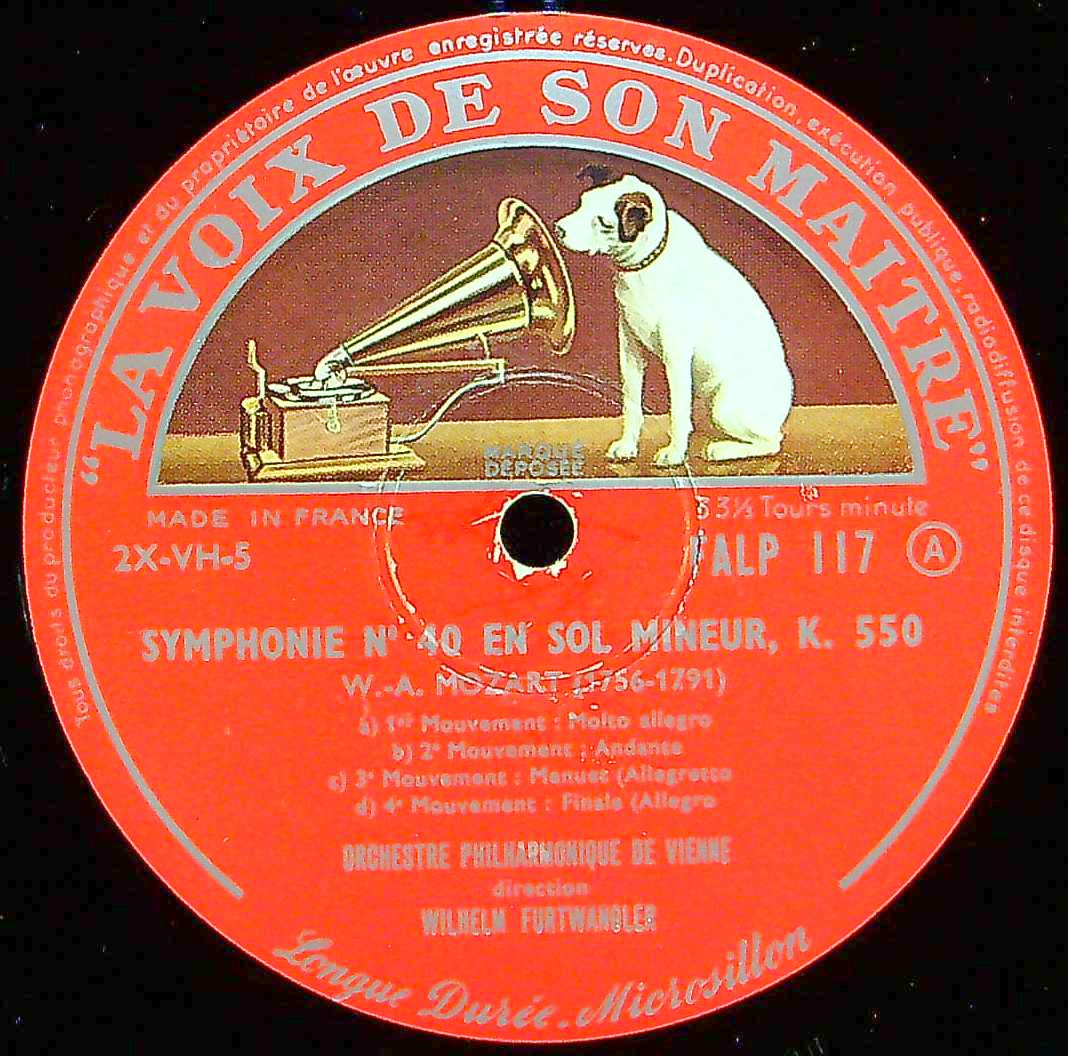 Tous droits du producteur phonographique et du propriétaire de l'œuvre enregistrée réservés. Duplication, exécution publique, radiodiffusion de ce disque interdites
“LA VOIX DE SON MAITRE”
MARQUE
DÉPOSÉE
MADE IN FRANCE
33⅓ Tours minute
2X-VH-5
FALP 117 A
SYMPHONIE Nº 40 EN SOL MINEUR, K. 550
W.-A. MOZART (1756-1791)
a) 1er Mouvement : Molto allegro
b) 2e Mouvement : Andante
c) 3e Mouvement : Menuet (Allegretto
d) 4e Mouvement : Finale (Allegro
ORCHESTRE PHILHARMONIQUE DE VIENNE
direction
WILHELM FURTWANGLER
Longue Durée - Microsillon